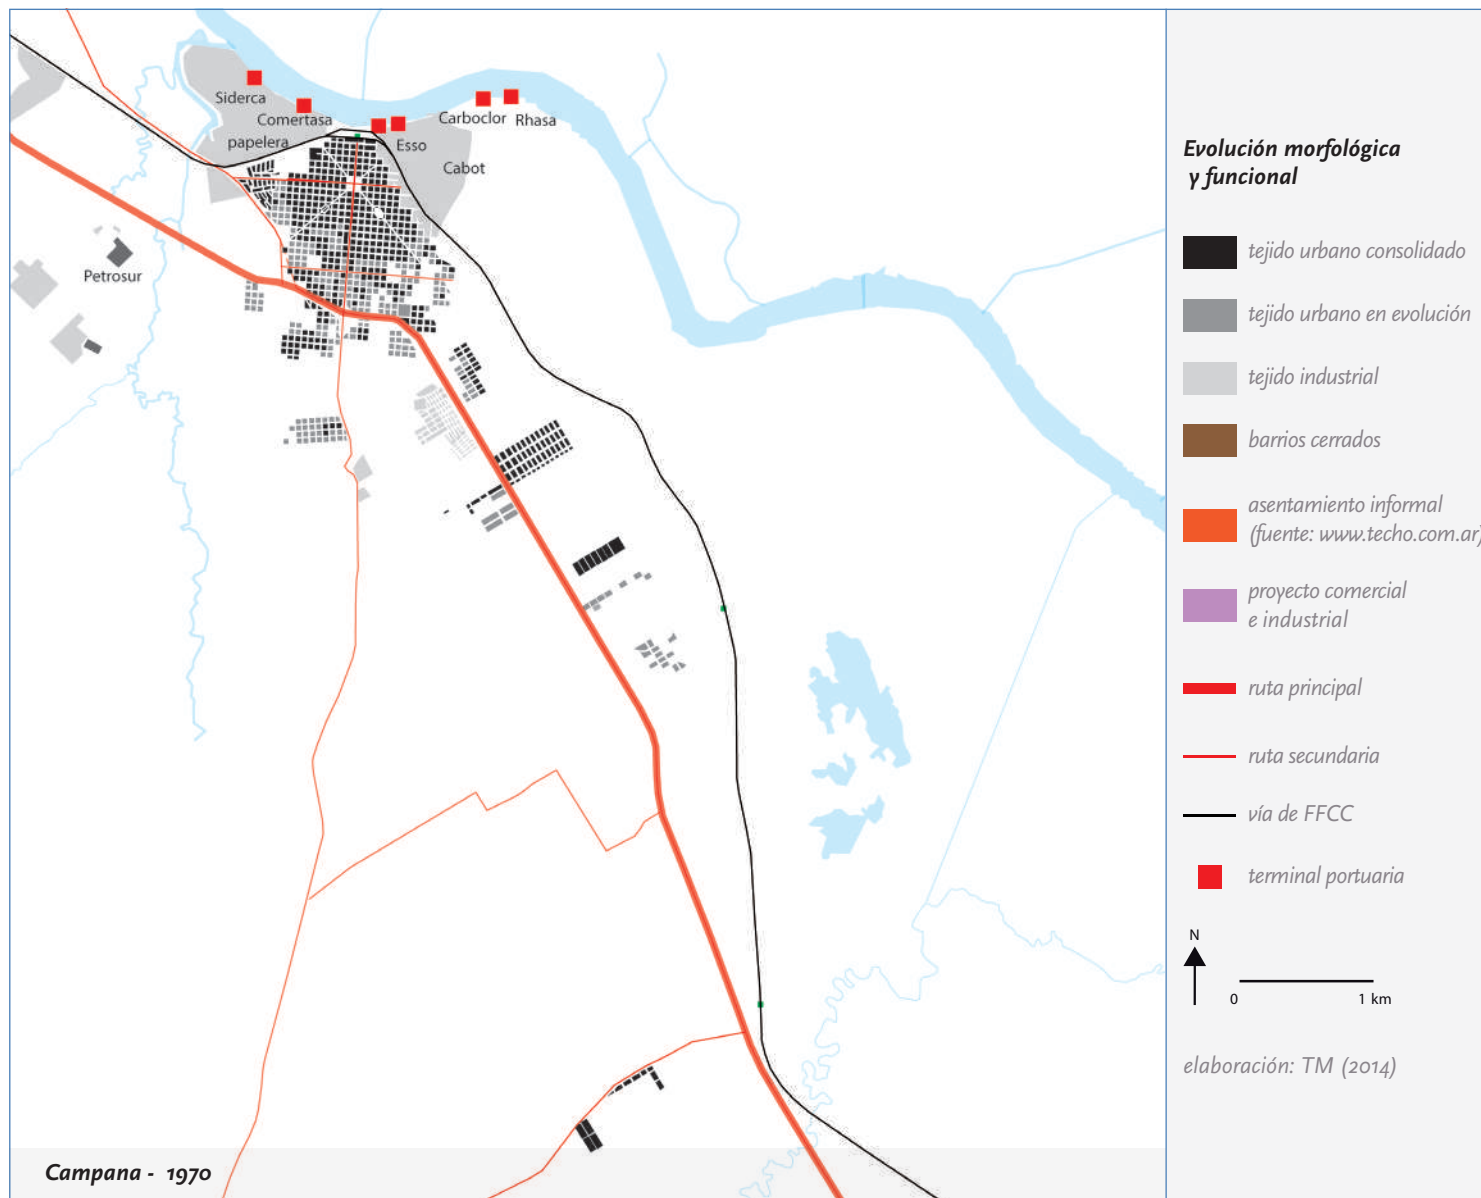 Siderca
Comertasa
papelera
Esso
Carboclor
Rhasa
Cabot
Petrosur
Campana - 1970
Evolución morfológica
y funcional
tejido urbano consolidado
tejido urbano en evolución
tejido industrial
barrios cerrados
asentamiento informal
(fuente: www.techo.com.ar)
proyecto comercial
e industrial
ruta principal
ruta secundaria
vía de FFCC
terminal portuaria
N
0 1 km
elaboración: TM (2014)